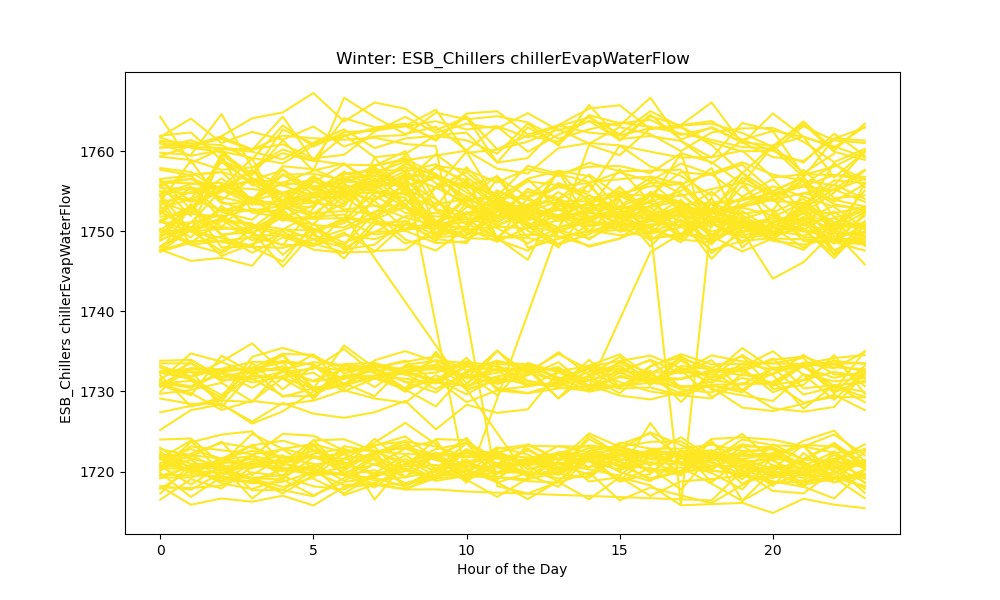 Winter: ESB_Chillers chillerEvapWaterFlow
ESB_Chillers chillerEvapWaterFlow
1760
1750
1740
1730
1720
0 5 10 15 20
Hour of the Day